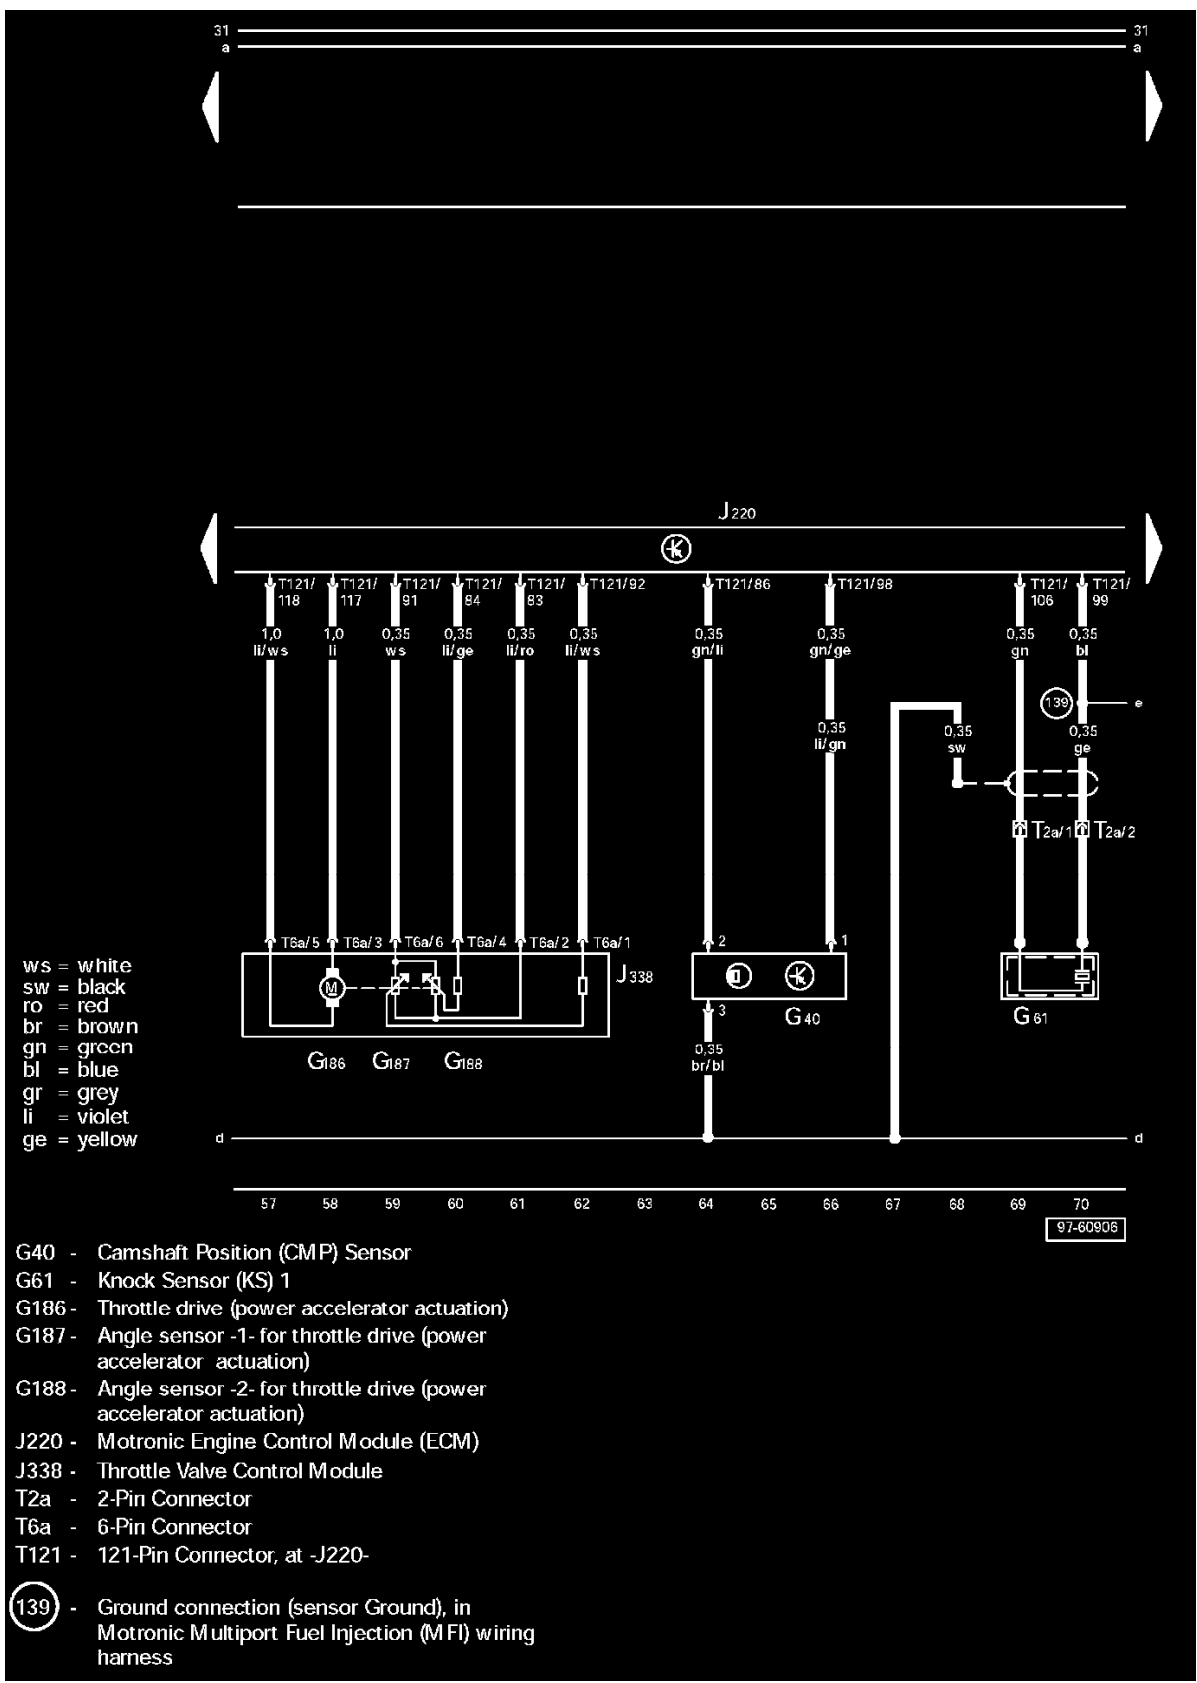 31 31
a a
J 220
T121/ T121/ T121/ T121/ T121/ T121/92 T121/86 T121/98 T121/ T121/
118 117 91 84 83 106 99
1,0 1,0 0,35 0,35 0,35 0,35 0,35 0,35 0,35 0,35
li/ws li ws li/ge li/ro li/ws gn/li gn/ge gn bl
139 e
0,35 0,35 0,35
li/gn sw ge
T2a/1 T2a/2
T6a/5 T6a/3 T6a/6 T6a/4 T6a/2 T6a/1 2 1
M J 338
3
G 40 G 61
0,35
br/bl
G186 G187 G188
ws = white
sw = black
ro = red
br = brown
gn = green
bl = blue
gr = grey
li = violet
ge = yellow
d d
57 58 59 60 61 62 63 64 65 66 67 68 69 70
97-60906
G40 - Camshaft Position (CMP) Sensor
G61 - Knock Sensor (KS) 1
G186 - Throttle drive (power accelerator actuation)
G187 - Angle sensor -1- for throttle drive (power
accelerator actuation)
G188 - Angle sensor -2- for throttle drive (power
accelerator actuation)
J220 - Motronic Engine Control Module (ECM)
J338 - Throttle Valve Control Module
T2a - 2-Pin Connector
T6a - 6-Pin Connector
T121 - 121-Pin Connector, at -J220-
139 - Ground connection (sensor Ground), in
Motronic Multiport Fuel Injection (MFI) wiring
harness